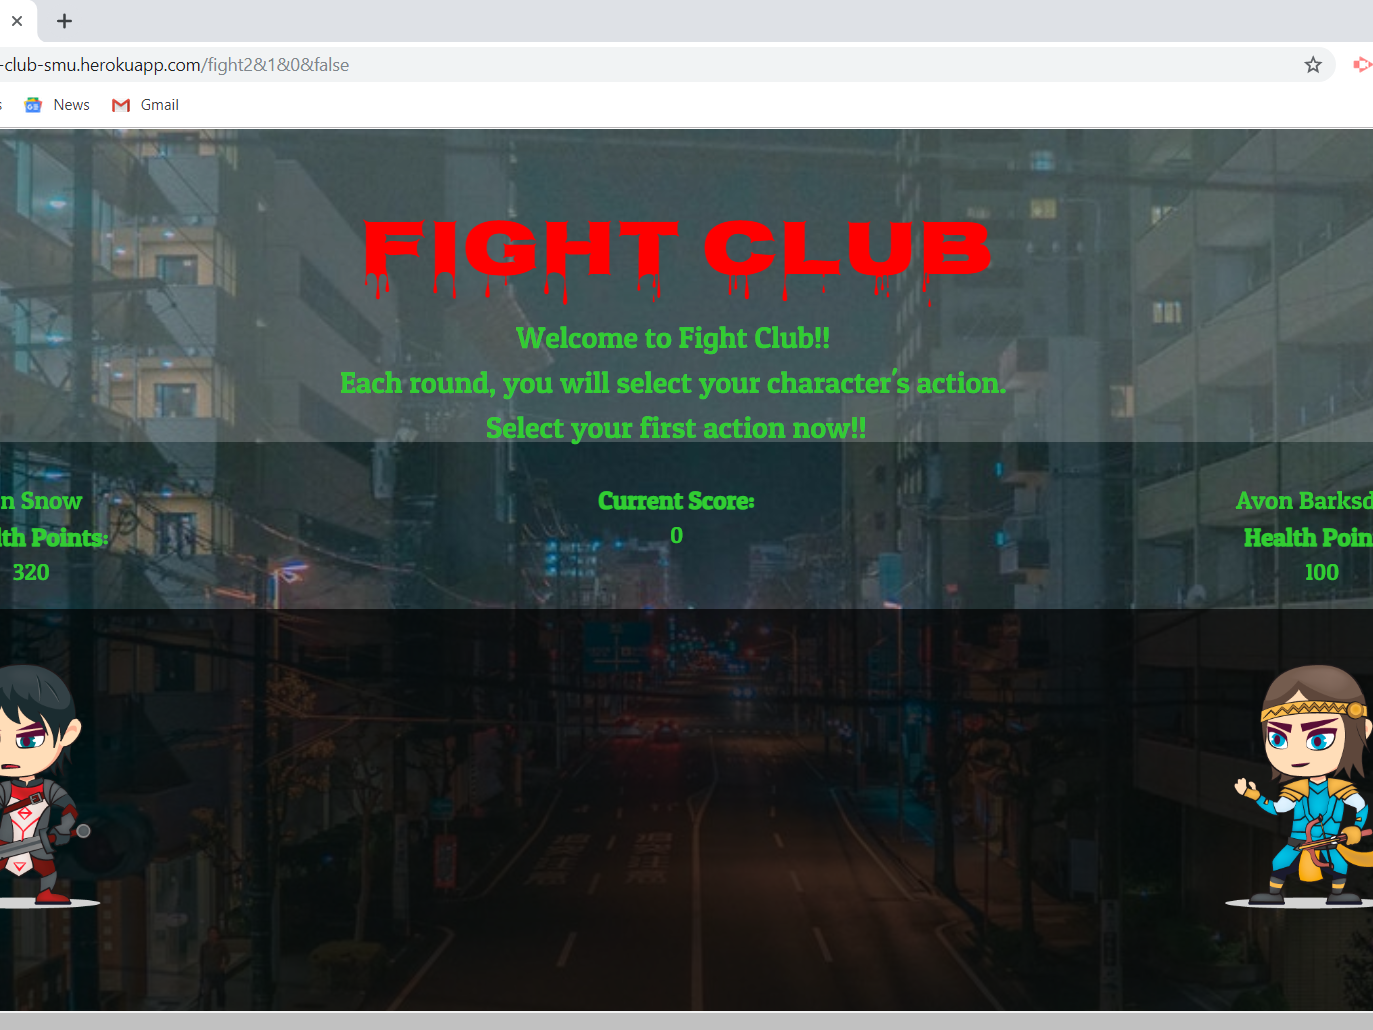 -club-smu.herokuapp.com/fight2&1&0&false
s News Gmail
FIGHT CLUB
Welcome to Fight Club!!
Each round, you will select your character's action.
Select your first action now!!
n Snow
lth Points:
320
Current Score:
0
Avon Barksd
Health Poin
100